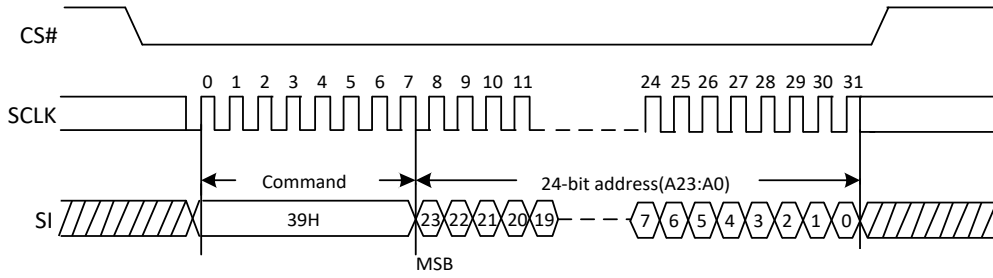 CS#
0 1 2 3 4 5 6 7 8 9 10 11 24 25 26 27 28 29 30 31
SCLK
Command 24-bit address(A23:A0)
SI 39H 23 22 21 20 19 7 6 5 4 3 2 1 0
MSB